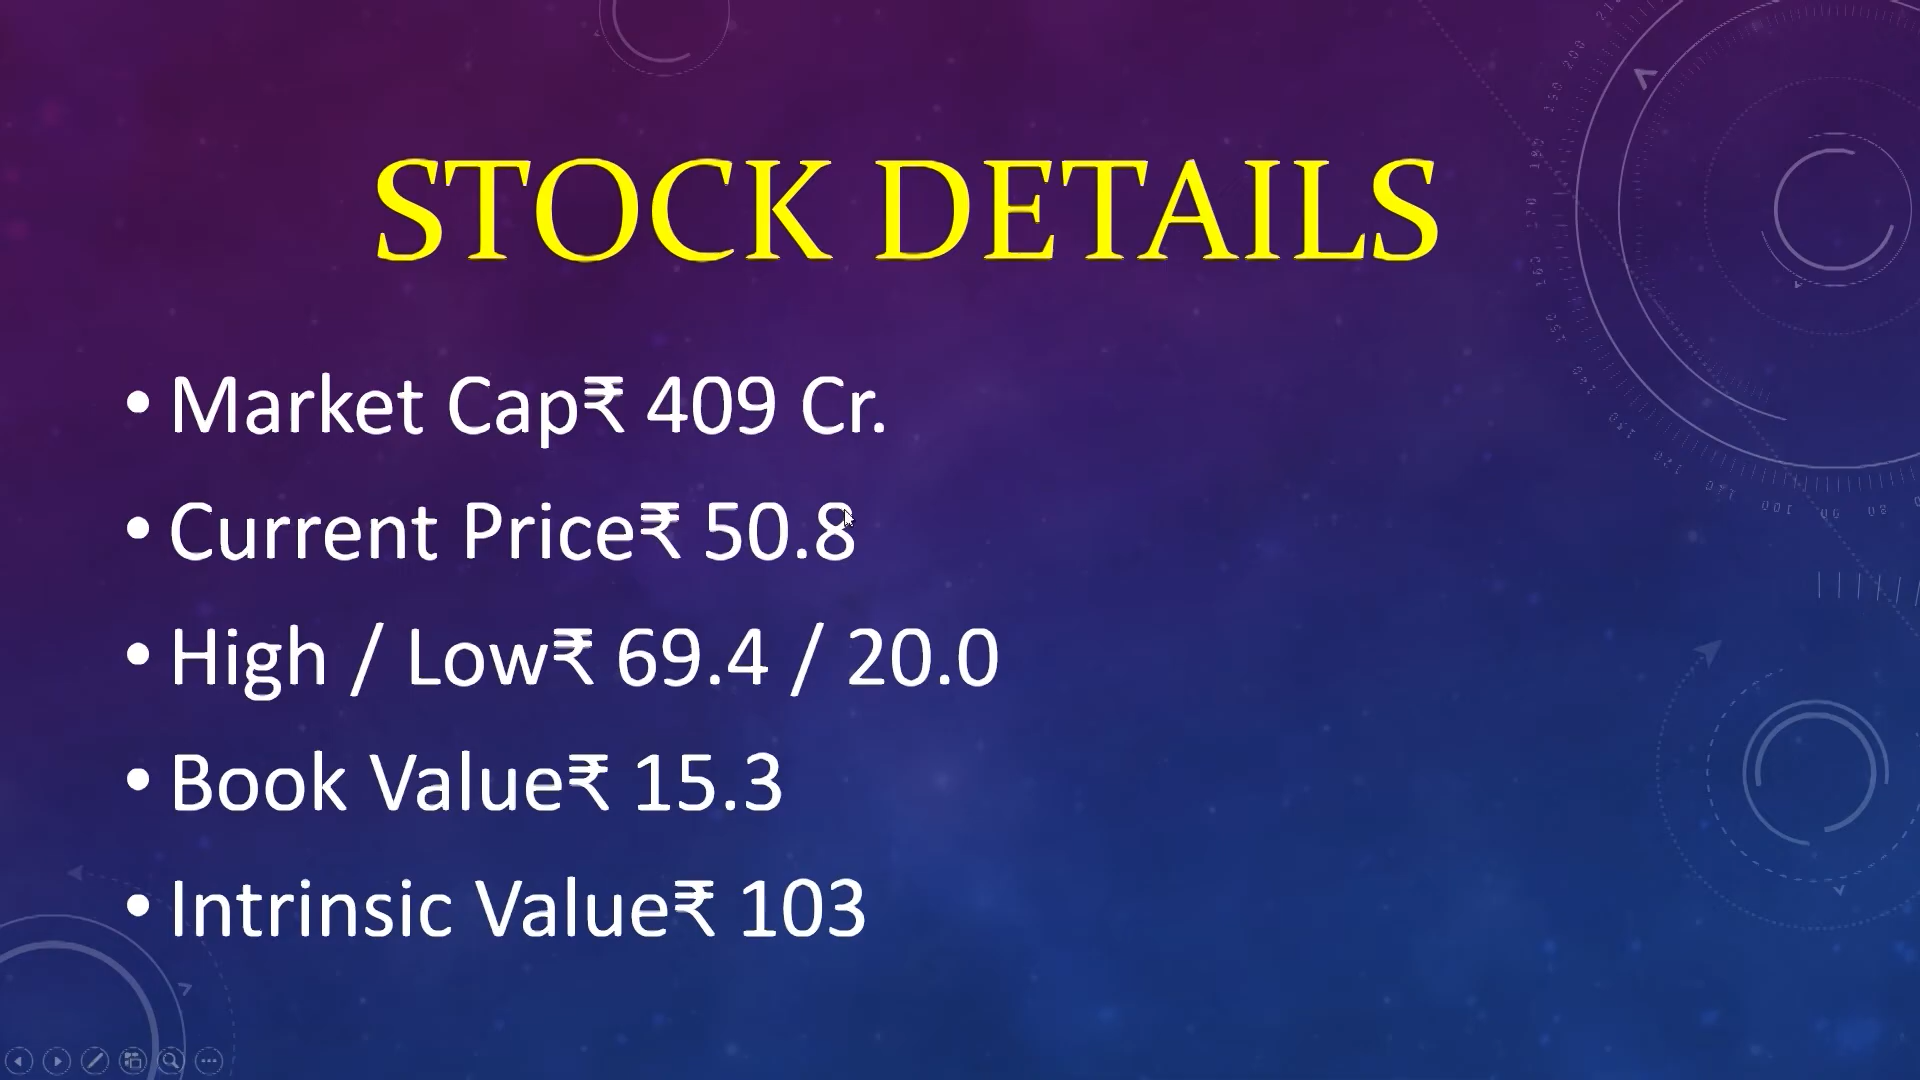 STOCK DETAILS
• Market Cap₹ 409 Cr.
• Current Price₹ 50.8
• High / Low₹ 69.4 / 20.0
• Book Value₹ 15.3
• Intrinsic Value₹ 103